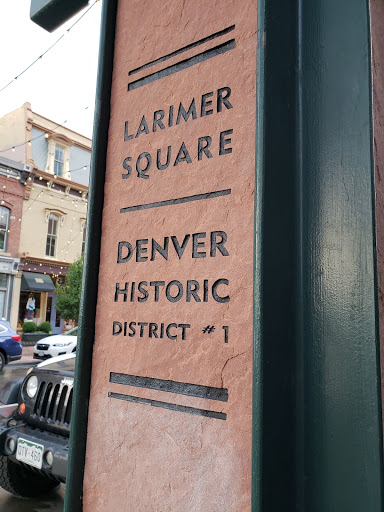 LARIMER
SQUARE
DENVER
HISTORIC
DISTRICT #1